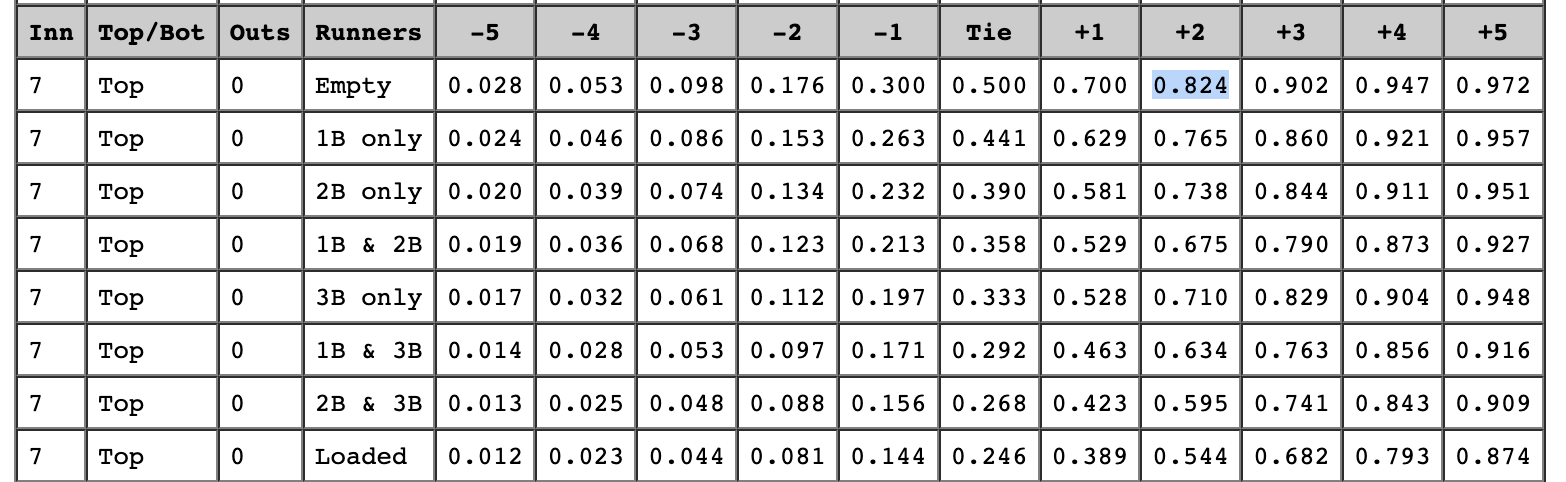 Inn Top/Bot Outs Runners -5 -4 -3 -2 -1 Tie +1 +2 +3 +4 +5
7 Top 0 Empty 0.028 0.053 0.098 0.176 0.300 0.500 0.700 0.824 0.902 0.947 0.972
7 Top 0 1B only 0.024 0.046 0.086 0.153 0.263 0.441 0.629 0.765 0.860 0.921 0.957
7 Top 0 2B only 0.020 0.039 0.074 0.134 0.232 0.390 0.581 0.738 0.844 0.911 0.951
7 Top 0 1B & 2B 0.019 0.036 0.068 0.123 0.213 0.358 0.529 0.675 0.790 0.873 0.927
7 Top 0 3B only 0.017 0.032 0.061 0.112 0.197 0.333 0.528 0.710 0.829 0.904 0.948
7 Top 0 1B & 3B 0.014 0.028 0.053 0.097 0.171 0.292 0.463 0.634 0.763 0.856 0.916
7 Top 0 2B & 3B 0.013 0.025 0.048 0.088 0.156 0.268 0.423 0.595 0.741 0.843 0.909
7 Top 0 Loaded 0.012 0.023 0.044 0.081 0.144 0.246 0.389 0.544 0.682 0.793 0.874